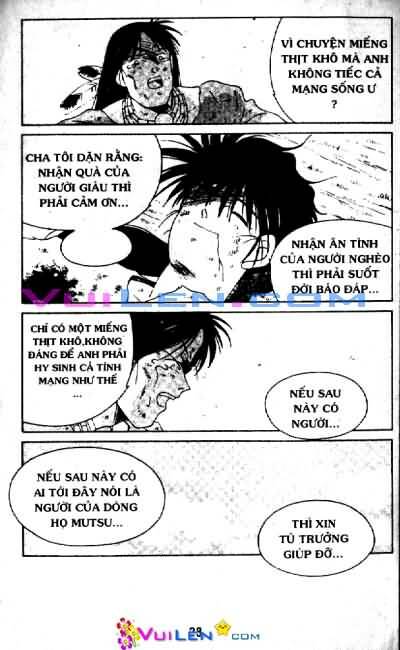 VÌ CHUYỆN MIẾNG
THỊT KHÔ MÀ ANH
KHÔNG TIẾC CẢ
MẠNG SỐNG Ư
?
CHA TÔI DẶN RẰNG:
NHẬN QUÀ CỦA
NGƯỜI GIÀU THÌ
PHẢI CẢM ƠN...
NHẬN ÂN TÌNH
CỦA NGƯỜI NGHÈO
THÌ PHẢI SUỐT
ĐỜI BÁO ĐÁP...
VUILEN.COM
CHỈ CÓ MỘT MIẾNG
THỊT KHÔ,KHÔNG
ĐÁNG ĐỂ ANH PHẢI
HY SINH CẢ TÍNH
MẠNG NHƯ THẾ
...
NẾU SAU
NÀY CÓ
NGƯỜI...
NẾU SAU NÀY CÓ
AI TỚI ĐÂY NÓI LÀ
NGƯỜI CỦA DÒNG
HỌ MUTSU...
THÌ XIN
TÙ TRƯỞNG
GIÚP ĐỠ...
VUILEN